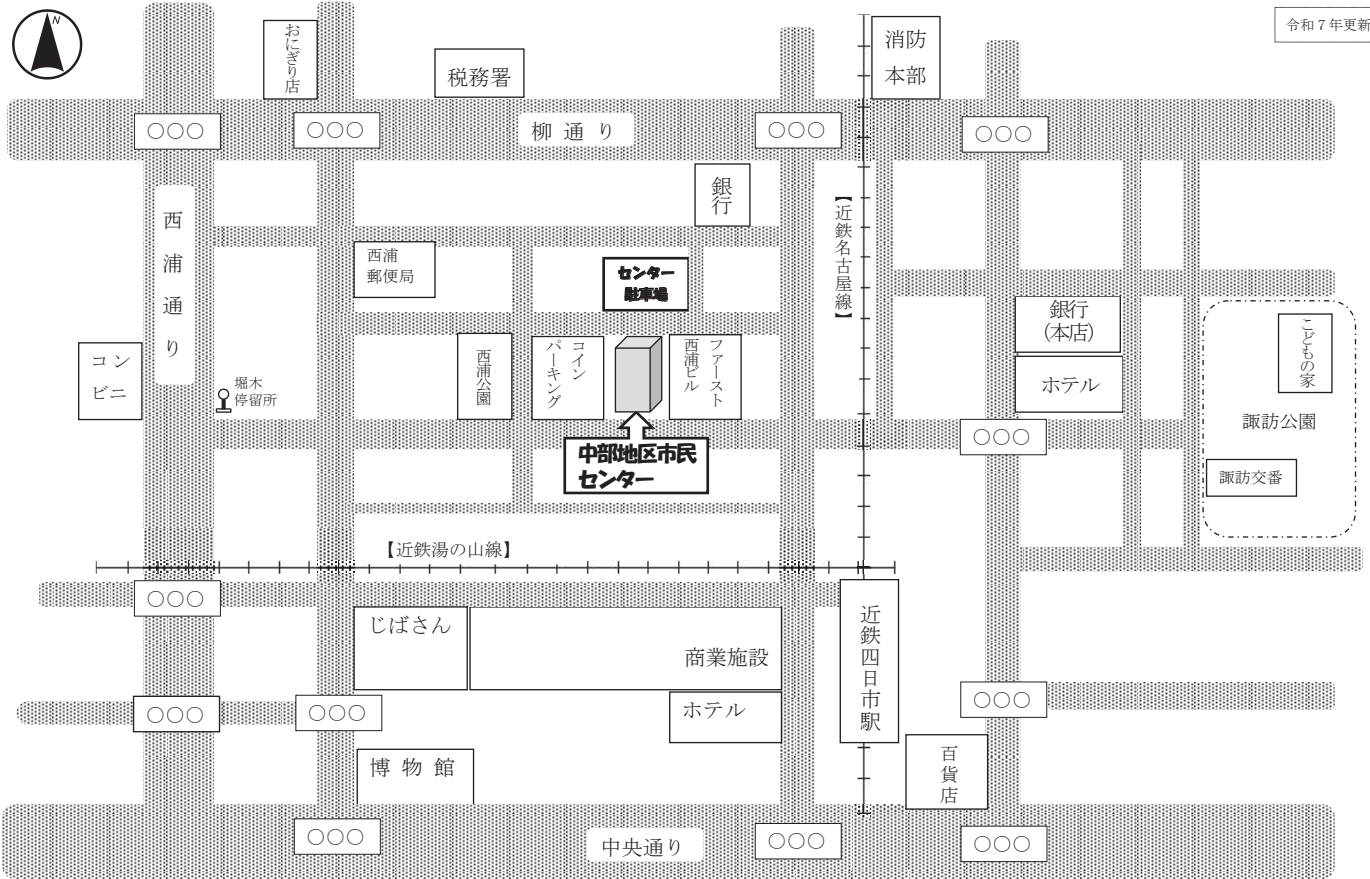 N
令和７年更新
おにぎり店
税務署
消防
本部
○○○
○○○
柳通り
○○○
○○○
銀行
西浦通り
【近鉄名古屋線】
西浦
郵便局
センター
駐車場
銀行
(本店)
こどもの家
コン
ビニ
堀木
停留所
西浦公園
コイン
パーキング
ファースト
西浦ビル
ホテル
諏訪公園
○○○
中部地区市民
センター
諏訪交番
【近鉄湯の山線】
○○○
じばさん
商業施設
近鉄四日市駅
○○○
○○○
ホテル
○○○
博物館
百貨店
○○○
中央通り
○○○
○○○